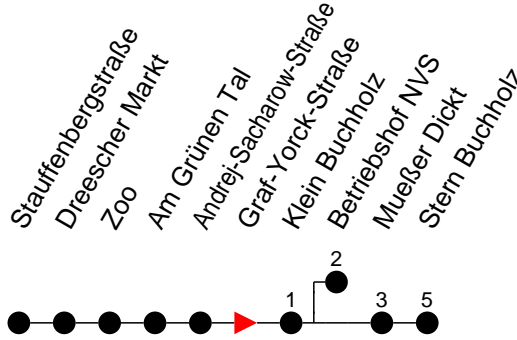 Stauffenbergstraße
Dreescher Markt
Zoo
Am Grünen Tal
Andrej-Sacharow-Straße
Graf-Yorck-Straße
Klein Buchholz
Betriebshof NVS
Mueßer Dickt
Stern Buchholz
2
1 3 5